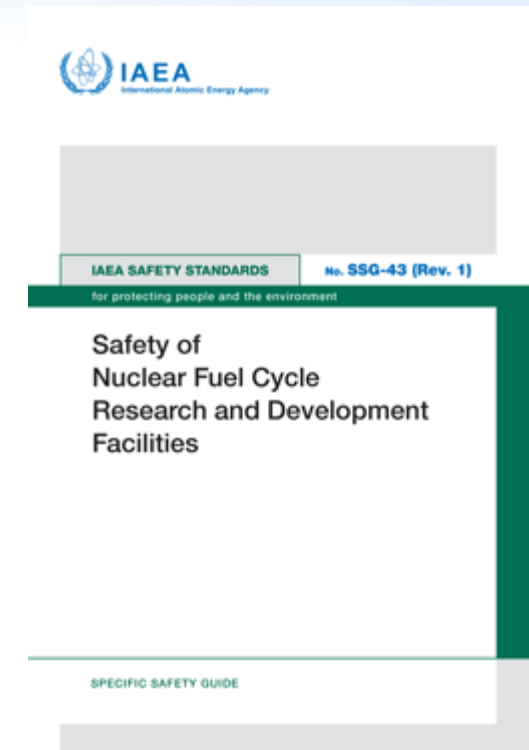 IAEA
International Atomic Energy Agency
IAEA SAFETY STANDARDS
No. SSG-43 (Rev. 1)
for protecting people and the environment
Safety of
Nuclear Fuel Cycle
Research and Development
Facilities
SPECIFIC SAFETY GUIDE